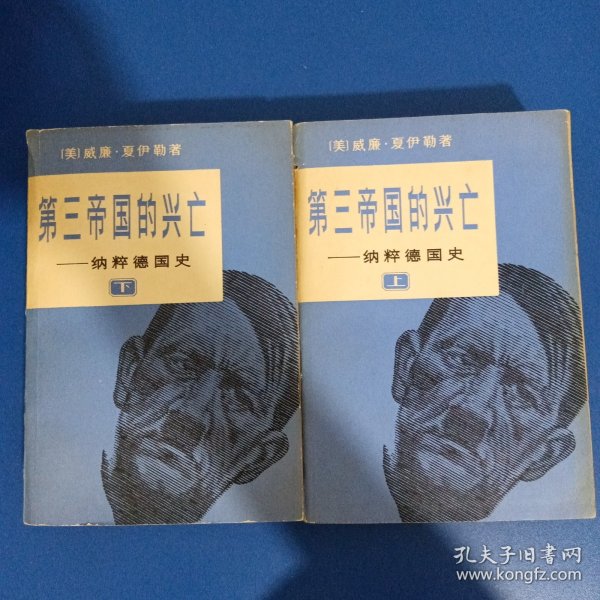 [美]威廉·夏伊勒著
第三帝国的兴亡
——纳粹德国史
下
[美]威廉·夏伊勒著
第三帝国的兴亡
——纳粹德国史
上
孔夫子旧书网
www.kongfz.com